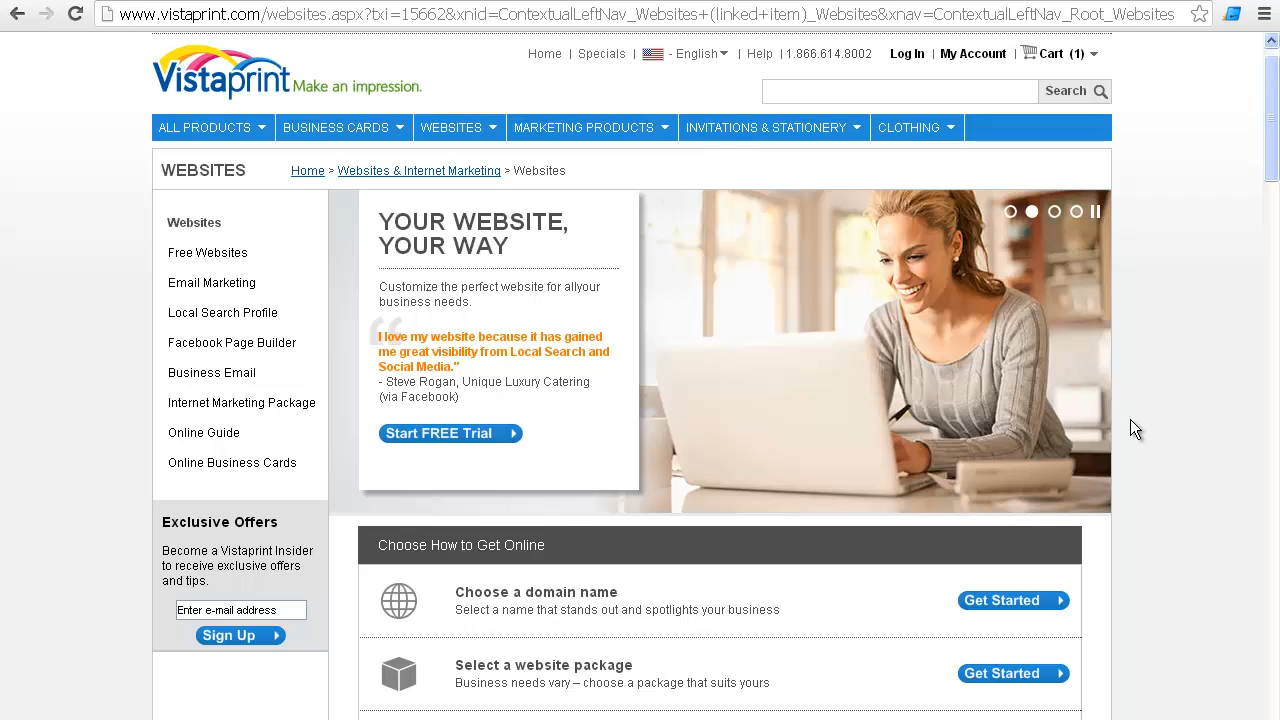 www.vistaprint.com/websites.aspx?txi=15662&xnid=ContextualLeftNav_Websites+(linked+item)_Websites&xnav=ContextualLeftNav_Root_Websites
Home | Specials | - English | Help | 1.866.614.8002 Log In | My Account | Cart (1)
Vistaprint Make an impression.
Search
ALL PRODUCTS BUSINESS CARDS WEBSITES MARKETING PRODUCTS INVITATIONS & STATIONERY CLOTHING
WEBSITES Home > Websites & Internet Marketing > Websites
Websites
Free Websites
Email Marketing
Local Search Profile
Facebook Page Builder
Business Email
Internet Marketing Package
Online Guide
Online Business Cards
Exclusive Offers
Become a Vistaprint Insider
to receive exclusive offers
and tips.
Enter e-mail address
Sign Up
YOUR WEBSITE,
YOUR WAY
Customize the perfect website for allyour
business needs.
“
I love my website because it has gained
me great visibility from Local Search and
Social Media."
- Steve Rogan, Unique Luxury Catering
(via Facebook)
Start FREE Trial
Choose How to Get Online
Choose a domain name
Select a name that stands out and spotlights your business
Get Started
Select a website package
Business needs vary – choose a package that suits yours
Get Started